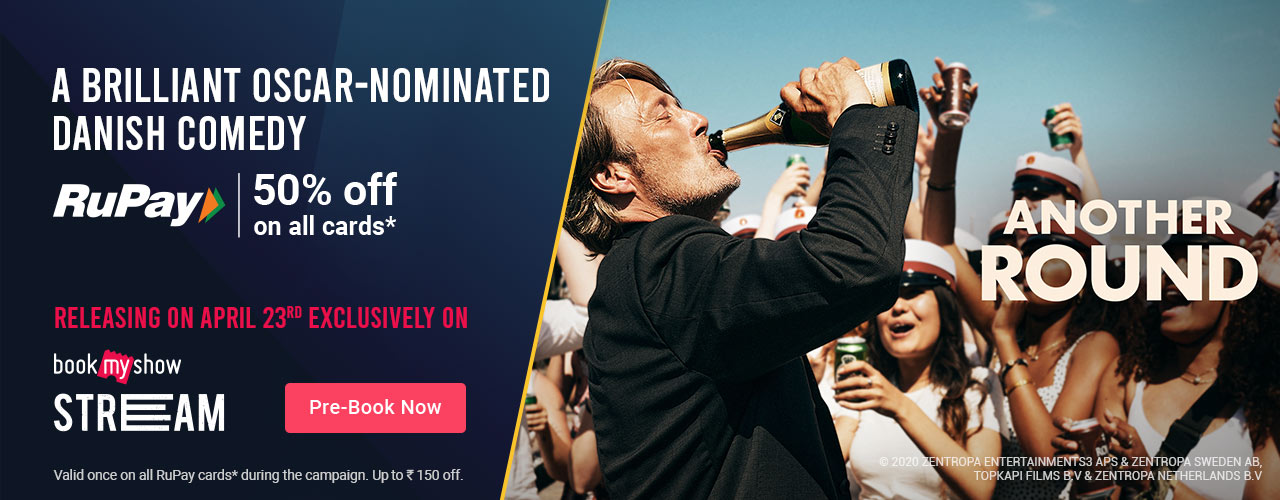 A BRILLIANT OSCAR-NOMINATED
DANISH COMEDY
RuPay
50% off
on all cards*
RELEASING ON APRIL 23RD EXCLUSIVELY ON
book my show
STREAM
Pre-Book Now
Valid once on all RuPay cards* during the campaign. Up to ₹ 150 off.
ANOTHER
ROUND
© 2020 ZENTROPA ENTERTAINMENTS3 APS & ZENTROPA SWEDEN AB,
TOPKAPI FILMS B.V & ZENTROPA NETHERLANDS B.V